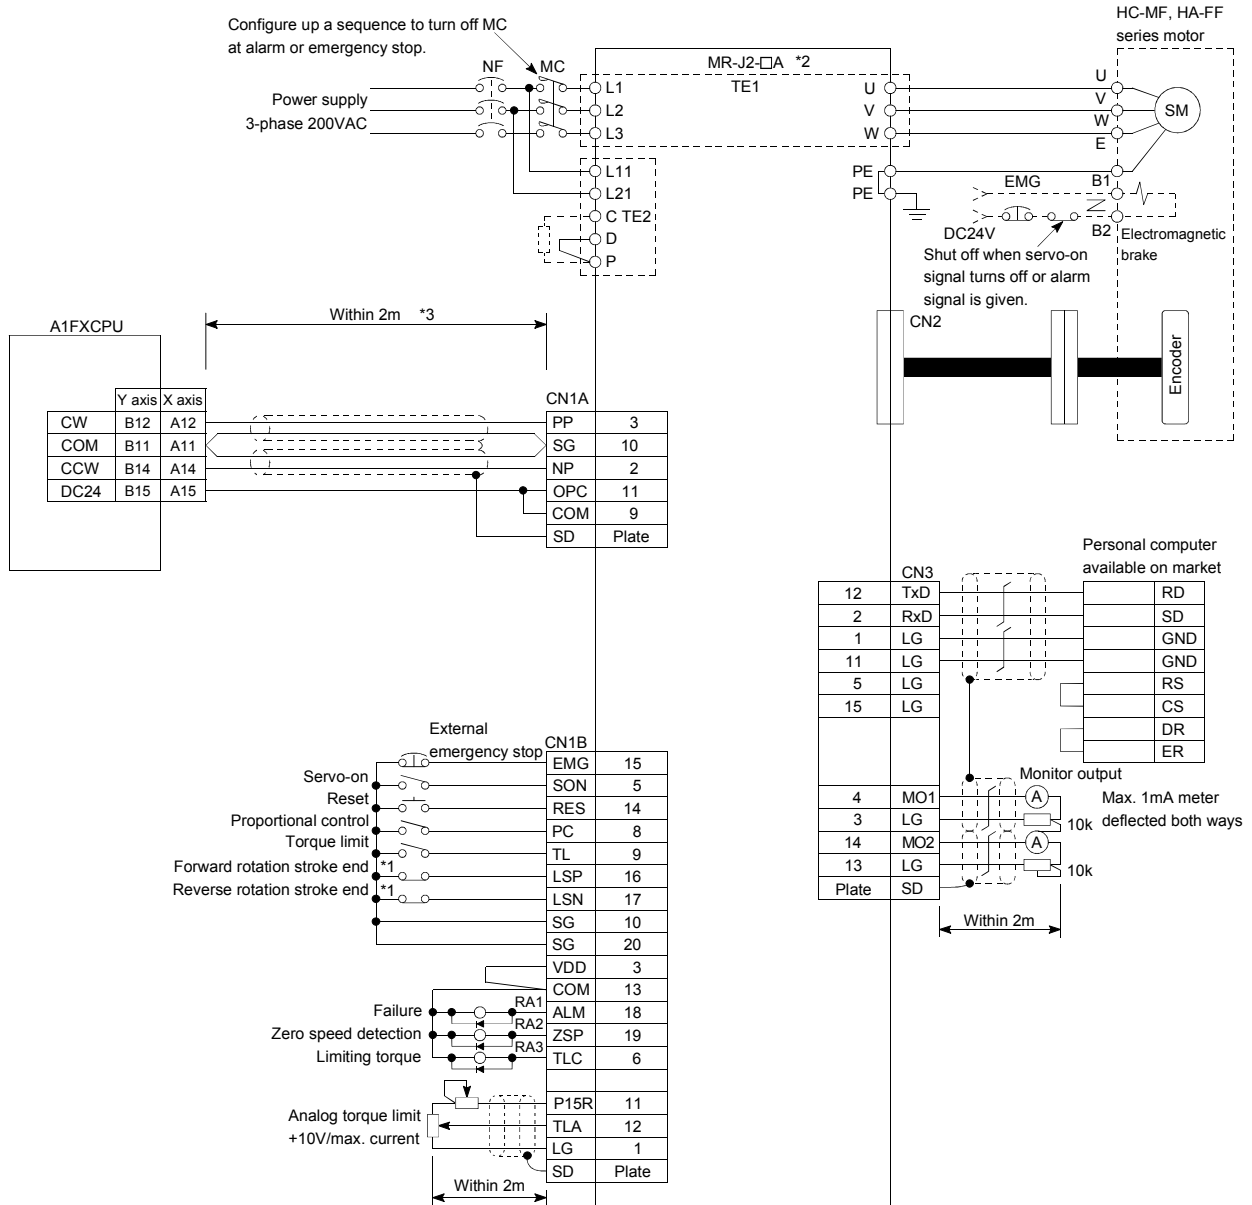 Configure up a sequence to turn off MC
at alarm or emergency stop.
HC-MF, HA-FF
series motor
NF
MC
MR-J2-□A *2
TE1
Power supply
3-phase 200VAC
L1
L2
L3
U
V
W
U
V
W
E
SM
L11
L21
C TE2
D
P
PE
PE
EMG
B1
DC24V
B2
Electromagnetic
brake
Shut off when servo-on
signal turns off or alarm
signal is given.
Within 2m *3
A1FXCPU
CN2
Encoder
Y axis X axis
CN1A
CW B12 A12
COM B11 A11
CCW B14 A14
DC24 B15 A15
PP 3
SG 10
NP 2
OPC 11
COM 9
SD Plate
Personal computer
available on market
CN3
12 TxD RD
2 RxD SD
1 LG GND
11 LG GND
5 LG RS
15 LG CS
DR
ER
Monitor output
4 MO1 A
3 LG 10k
14 MO2 A
13 LG 10k
Plate SD
Max. 1mA meter
deflected both ways
Within 2m
External
emergency stop
CN1B
EMG 15
Servo-on SON 5
Reset RES 14
Proportional control PC 8
Torque limit TL 9
Forward rotation stroke end *1 LSP 16
Reverse rotation stroke end *1 LSN 17
SG 10
SG 20
VDD 3
COM 13
Failure RA1 ALM 18
Zero speed detection RA2 ZSP 19
Limiting torque RA3 TLC 6
Analog torque limit
+10V/max. current
P15R 11
TLA 12
LG 1
SD Plate
Within 2m